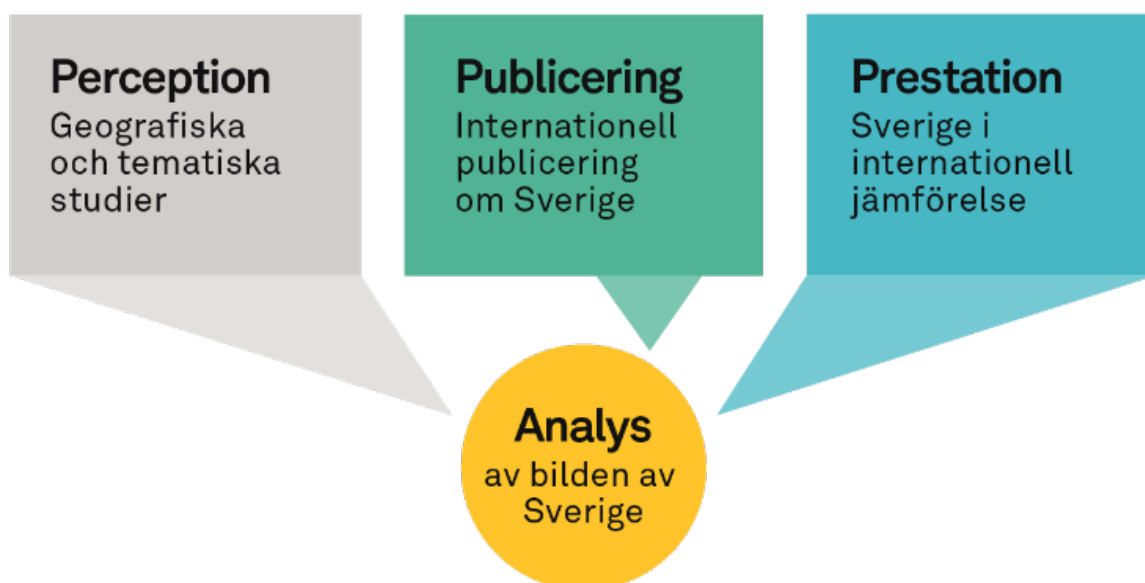 Perception
Geografiska
och tematiska
studier
Publicering
Internationell
publicering
om Sverige
Prestation
Sverige i
internationell
jämförelse
Analys
av bilden av
Sverige